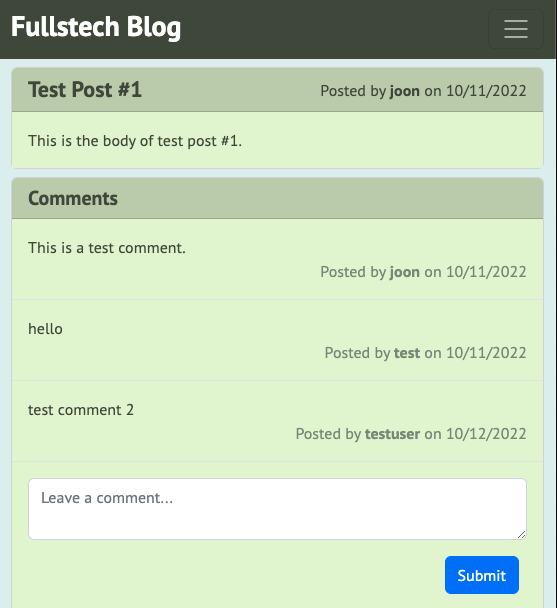 Fullstech Blog
Test Post #1 Posted by joon on 10/11/2022
This is the body of test post #1.
Comments
This is a test comment.
Posted by joon on 10/11/2022
hello
Posted by test on 10/11/2022
test comment 2
Posted by testuser on 10/12/2022
Leave a comment...
Submit